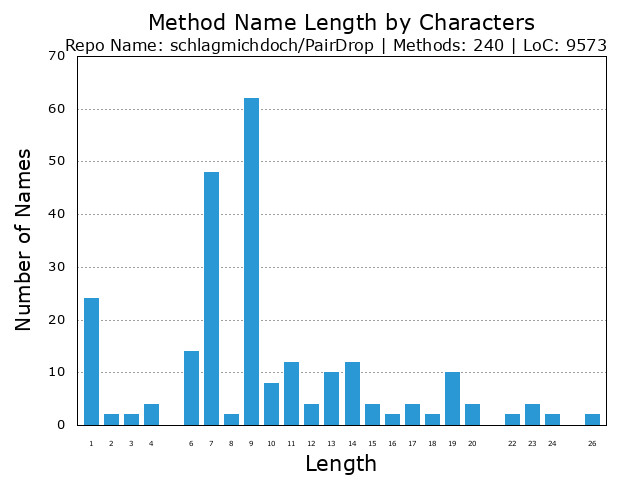 Method Name Length by Characters
Repo Name: schlagmichdoch/PairDrop | Methods: 240 | LoC: 9573
70
60
50
40
30
20
10
0
Number of Names
1 2 3 4 6 7 8 9 10 11 12 13 14 15 16 17 18 19 20 22 23 24 26
Length